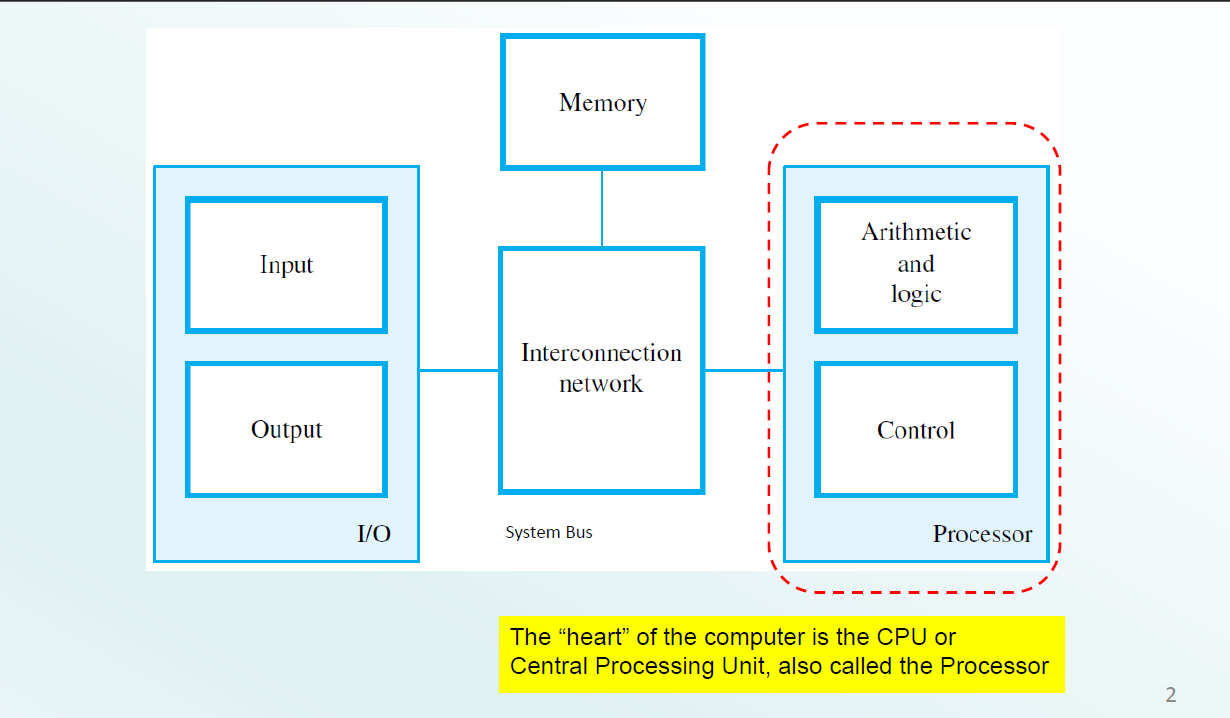 Memory
Input
Output
I/O
Interconnection
network
System Bus
Arithmetic
and
logic
Control
Processor
The “heart” of the computer is the CPU or
Central Processing Unit, also called the Processor
2